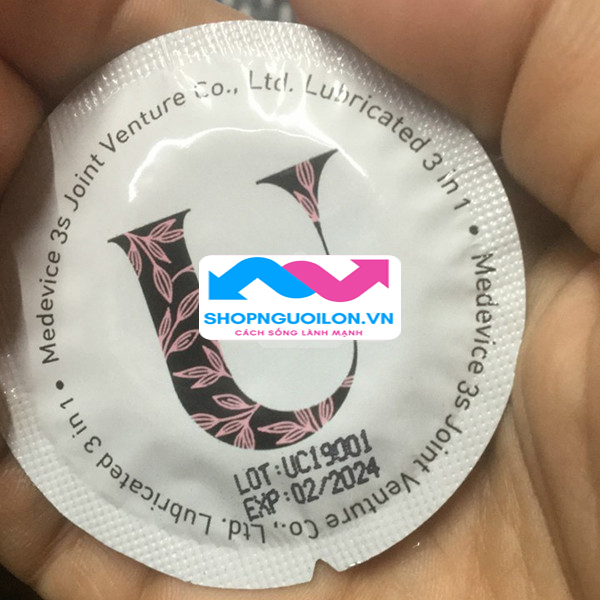 Medevice 3s Joint Venture Co., Ltd. Lubricated 3 in 1 • Medevice 3s Joint Venture Co., Ltd. Lubricated 3 in 1 •
U
SHOPNGUOILON.VN
CÁCH SỐNG LÀNH MẠNH
LOT:UC19001
EXP:02/2024